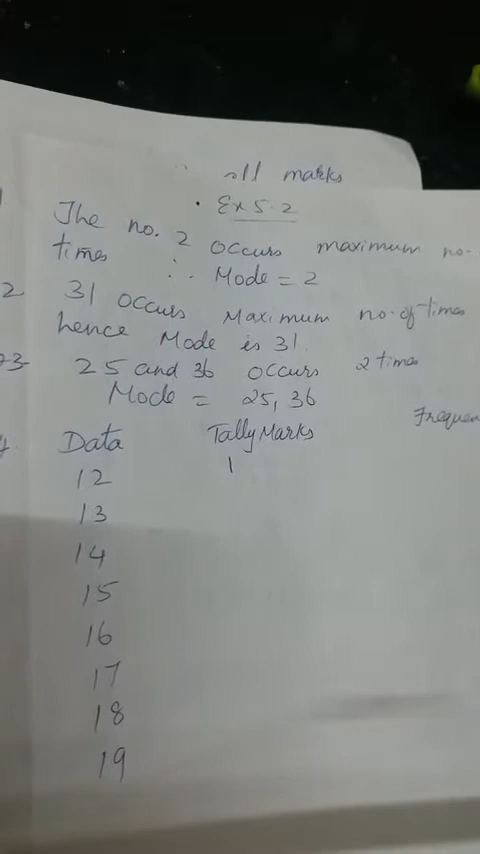 all marks
Ex 5.2
The no. 2 occurs maximum no.
times ∴ Mode = 2
2 31 occurs Maximum no. of times
hence Mode is 31.
3 25 and 36 occurs 2 times
Mode = 25, 36
Data Tally Marks Frequen
12 |
13
14
15
16
17
18
19